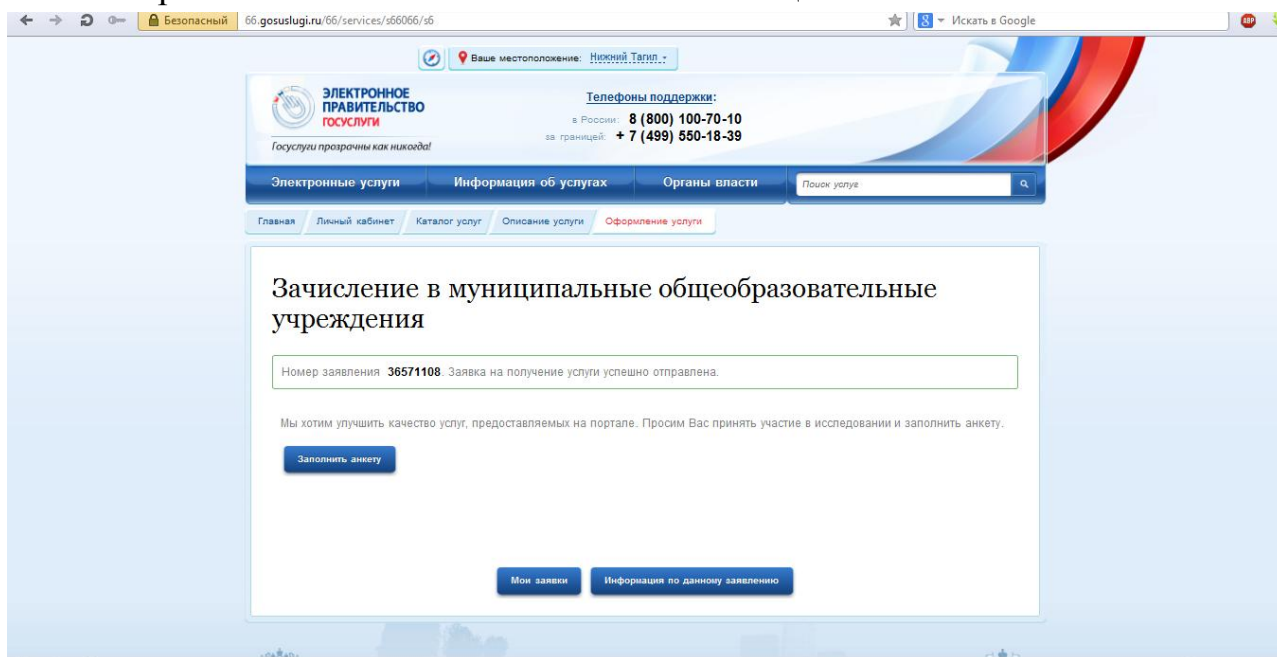 Безопасный 66.gosuslugi.ru/66/services/s66066/s6 Искать в Google ABP
Ваше местоположение: Нижний Тагил
ЭЛЕКТРОННОЕ
ПРАВИТЕЛЬСТВО
ГОСУСЛУГИ
Госуслуги прозрачны как никогда!
Телефоны поддержки:
в России: 8 (800) 100-70-10
за границей: + 7 (499) 550-18-39
Электронные услуги Информация об услугах Органы власти Поиск услуг
Главная Личный кабинет Каталог услуг Описание услуги Оформление услуги
Зачисление в муниципальные общеобразовательные
учреждения
Номер заявления 36571108. Заявка на получение услуги успешно отправлена.
Мы хотим улучшить качество услуг, предоставляемых на портале. Просим Вас принять участие в исследовании и заполнить анкету.
Заполнить анкету
Мои заявки Информация по данному заявлению